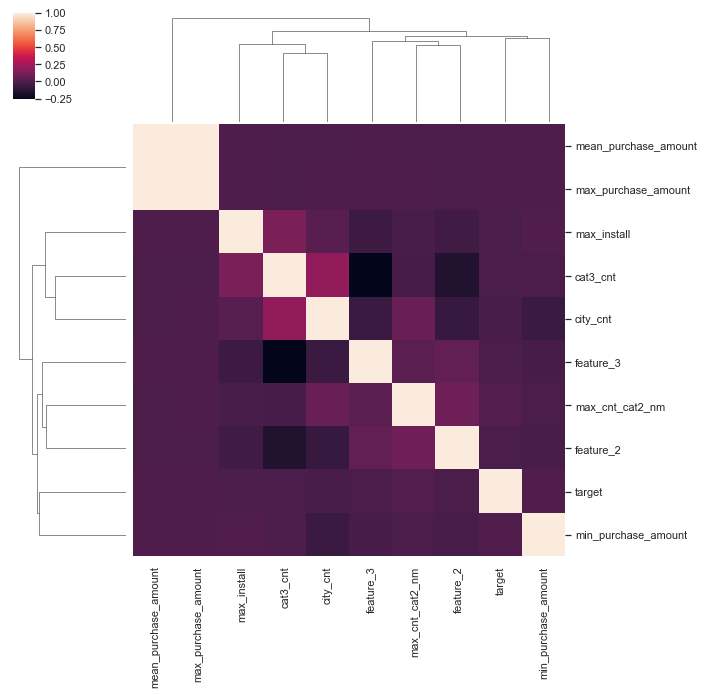 1.00
0.75
0.50
0.25
0.00
−0.25
mean_purchase_amount
max_purchase_amount
max_install
cat3_cnt
city_cnt
feature_3
max_cnt_cat2_nm
feature_2
target
min_purchase_amount
mean_purchase_amount
max_purchase_amount
max_install
cat3_cnt
city_cnt
feature_3
max_cnt_cat2_nm
feature_2
target
min_purchase_amount